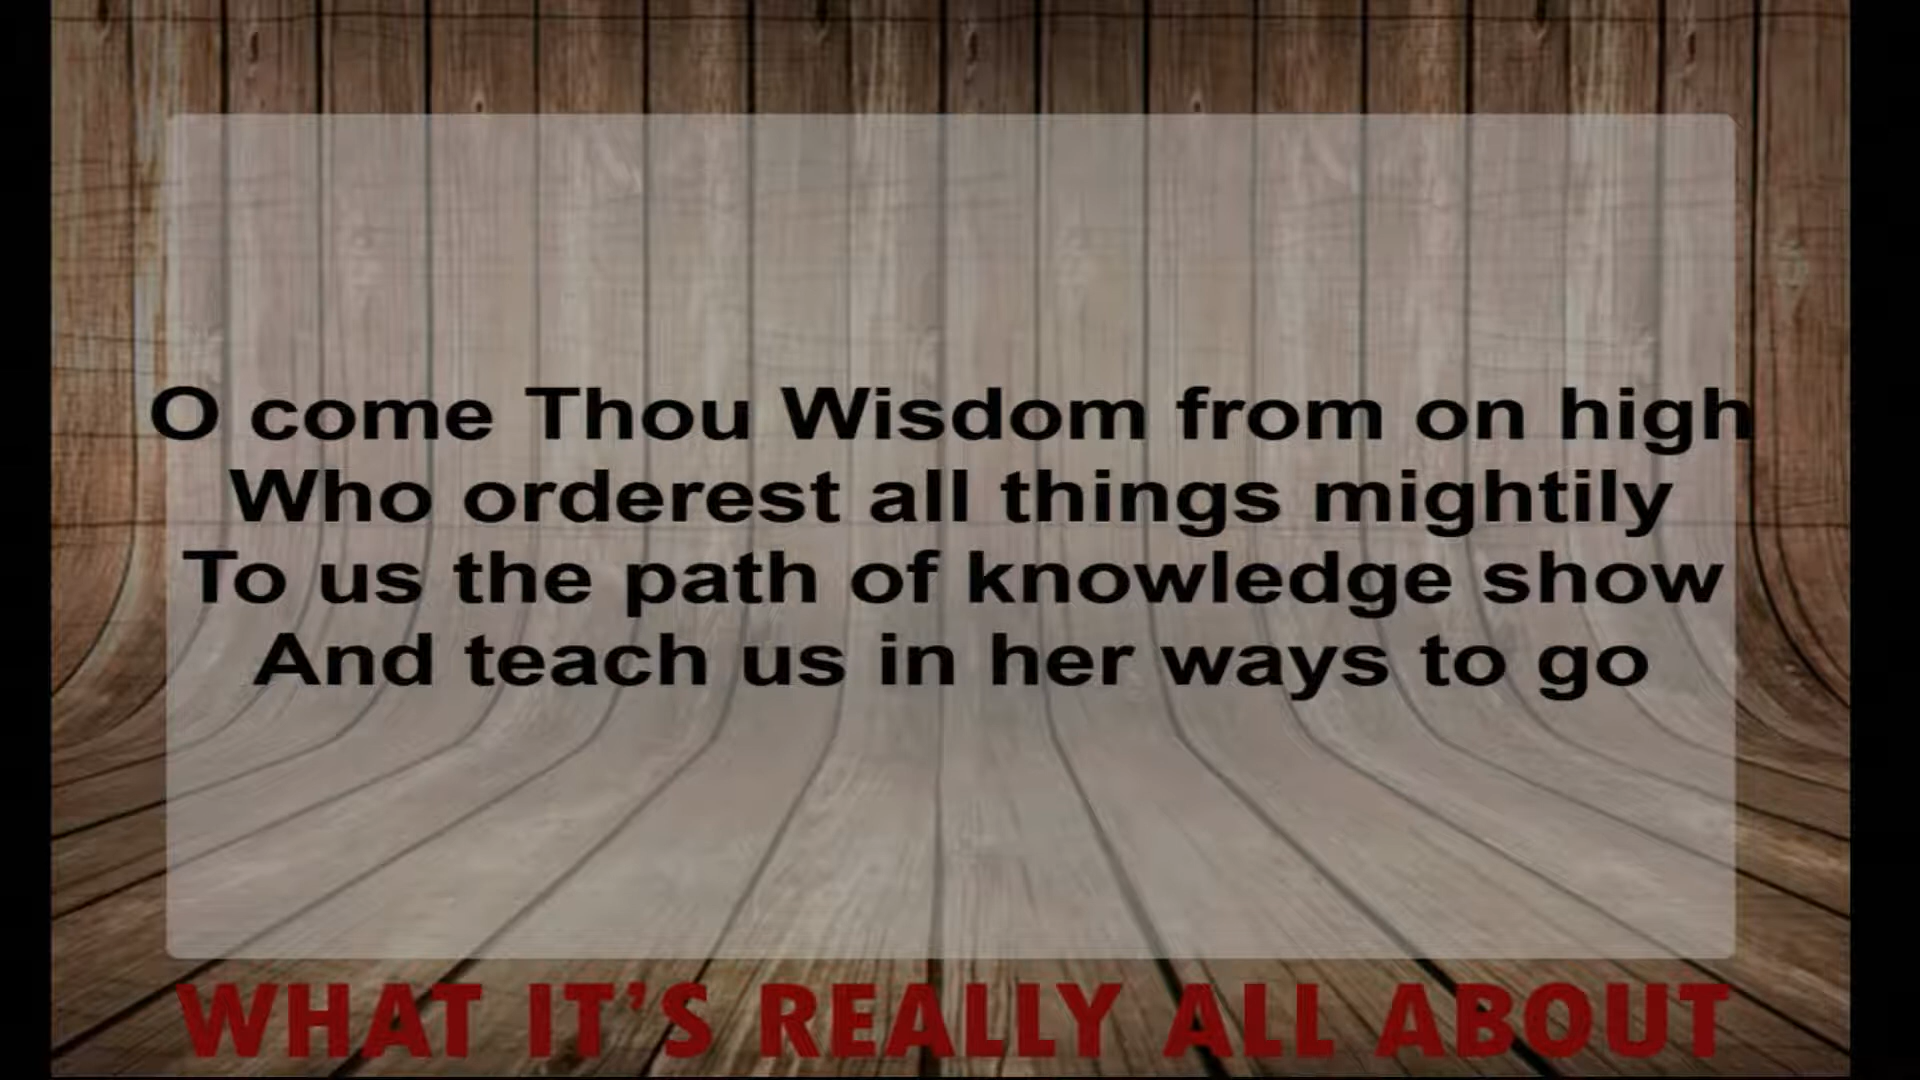 O come Thou Wisdom from on high
Who orderest all things mightily
To us the path of knowledge show
And teach us in her ways to go
WHAT IT'S REALLY ALL ABOUT